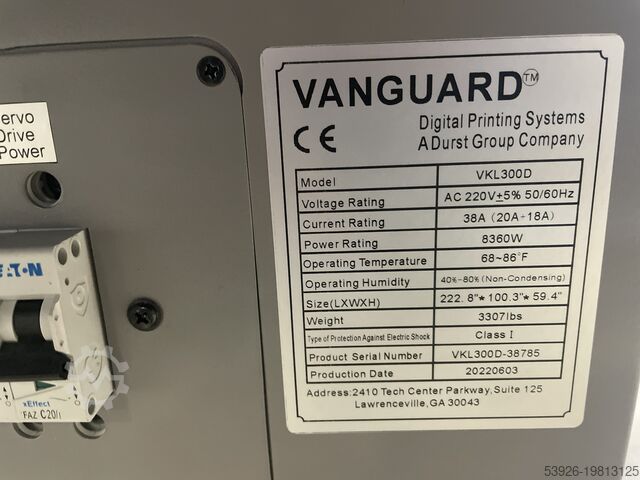 ervo
Drive
Power
EATON
xEffect
FAZ C20/1
VANGUARD™
Digital Printing Systems
A Durst Group Company
CE
Model VKL300D
Voltage Rating AC 220V±5% 50/60Hz
Current Rating 38A (20A+18A)
Power Rating 8360W
Operating Temperature 68~86°F
Operating Humidity 40%-80% (Non-Condensing)
Size(LXWXH) 222.8"* 100.3"* 59.4"
Weight 3307lbs
Type of Protection Against Electric Shock Class I
Product Serial Number VKL300D-38785
Production Date 20220603
Address:2410 Tech Center Parkway, Suite 125
Lawrenceville, GA 30043
53926-19813125